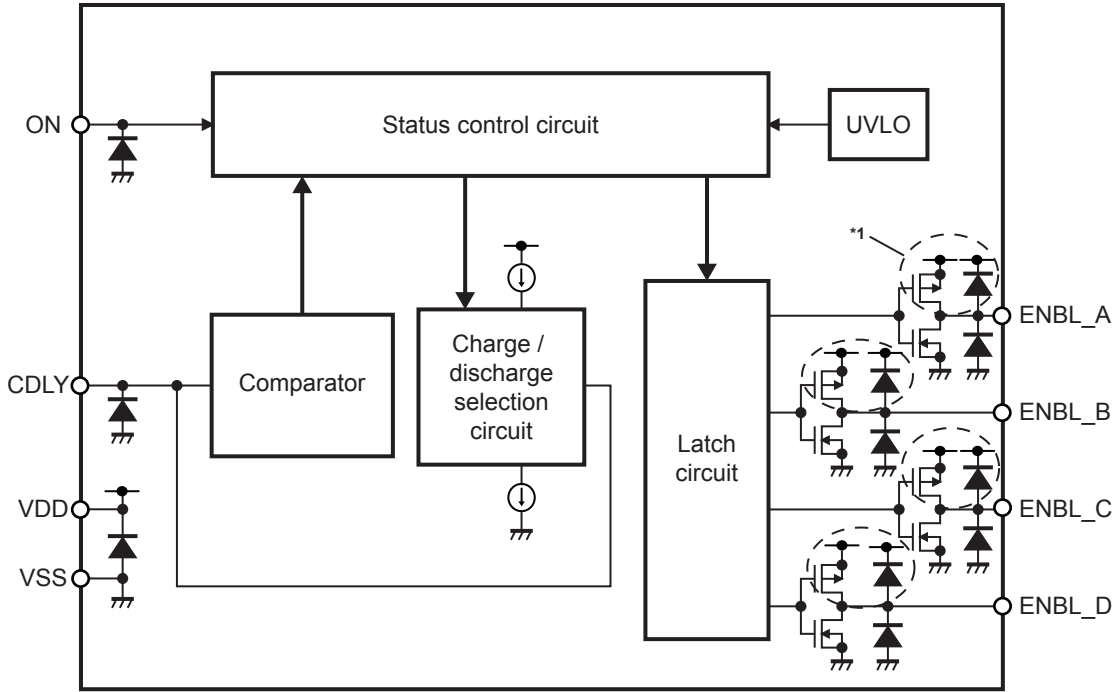 ON
Status control circuit
UVLO
*1
ENBL_A
CDLY
Comparator
Charge /
discharge
selection
circuit
ENBL_B
Latch
circuit
VDD
ENBL_C
VSS
ENBL_D